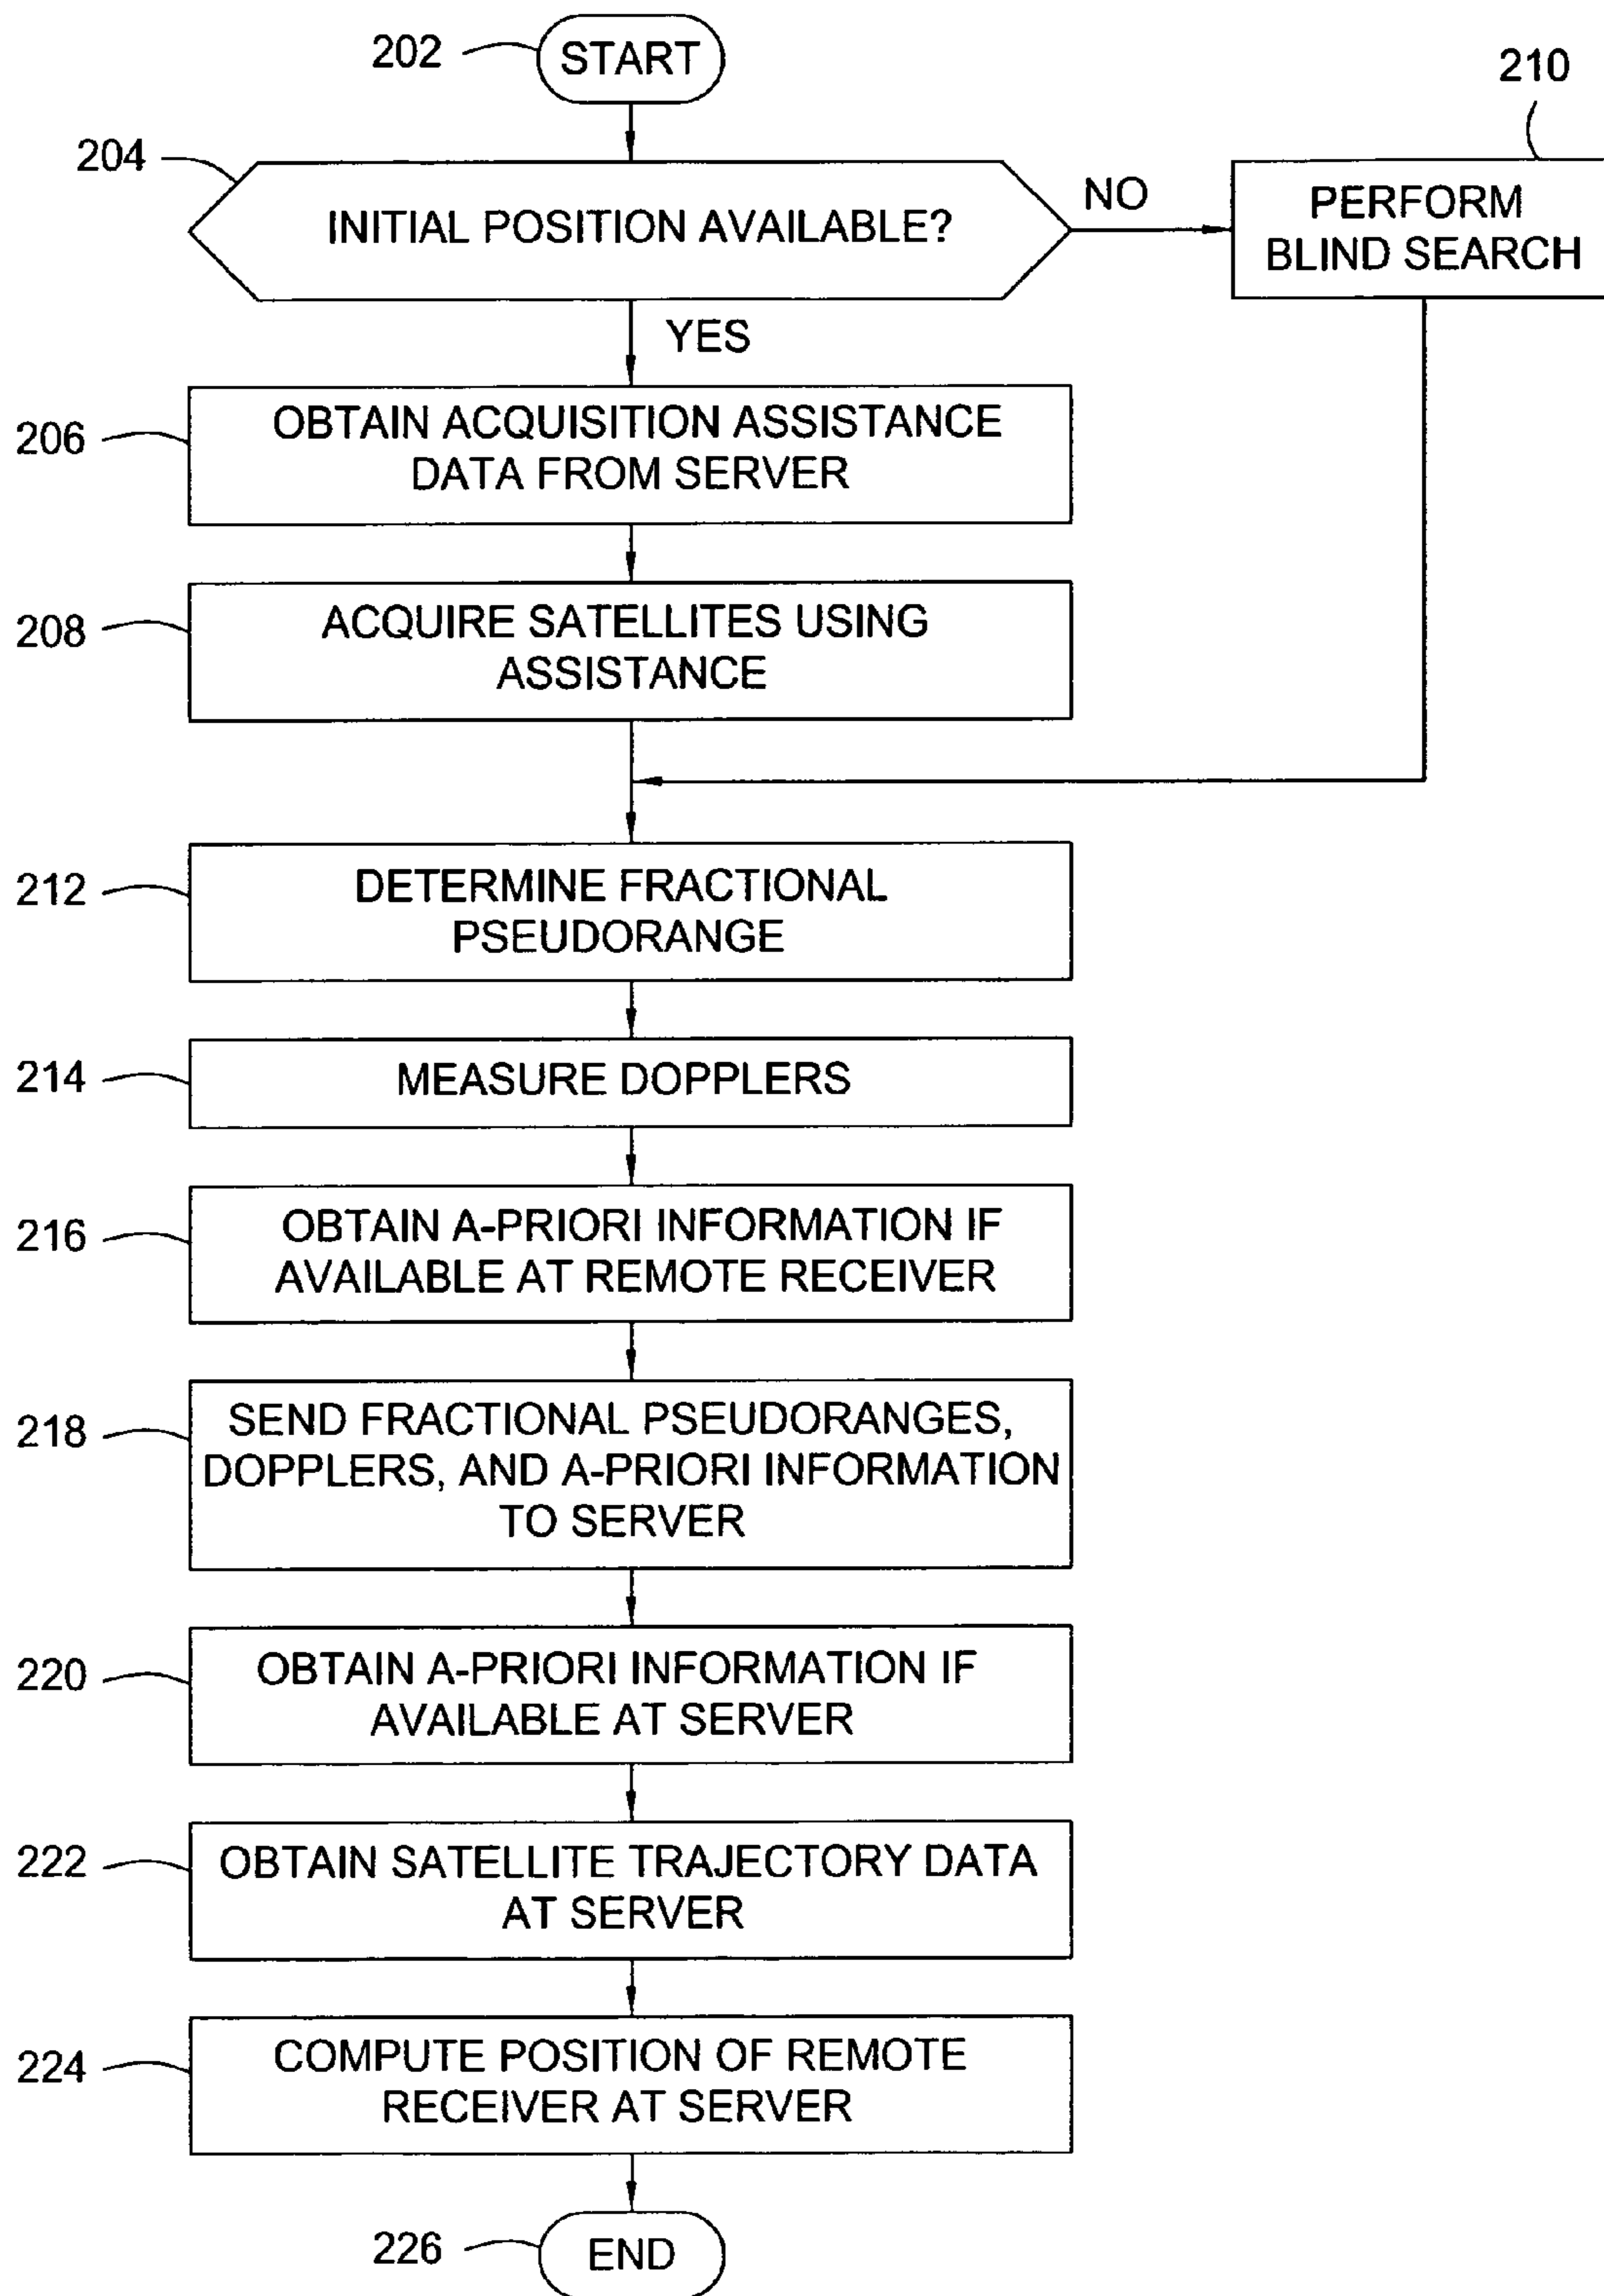 202
START
210
204
INITIAL POSITION AVAILABLE?
NO
PERFORM
BLIND SEARCH
YES
206
OBTAIN ACQUISITION ASSISTANCE
DATA FROM SERVER
208
ACQUIRE SATELLITES USING
ASSISTANCE
212
DETERMINE FRACTIONAL
PSEUDORANGE
214
MEASURE DOPPLERS
216
OBTAIN A-PRIORI INFORMATION IF
AVAILABLE AT REMOTE RECEIVER
218
SEND FRACTIONAL PSEUDORANGES,
DOPPLERS, AND A-PRIORI INFORMATION
TO SERVER
220
OBTAIN A-PRIORI INFORMATION IF
AVAILABLE AT SERVER
222
OBTAIN SATELLITE TRAJECTORY DATA
AT SERVER
224
COMPUTE POSITION OF REMOTE
RECEIVER AT SERVER
226
END